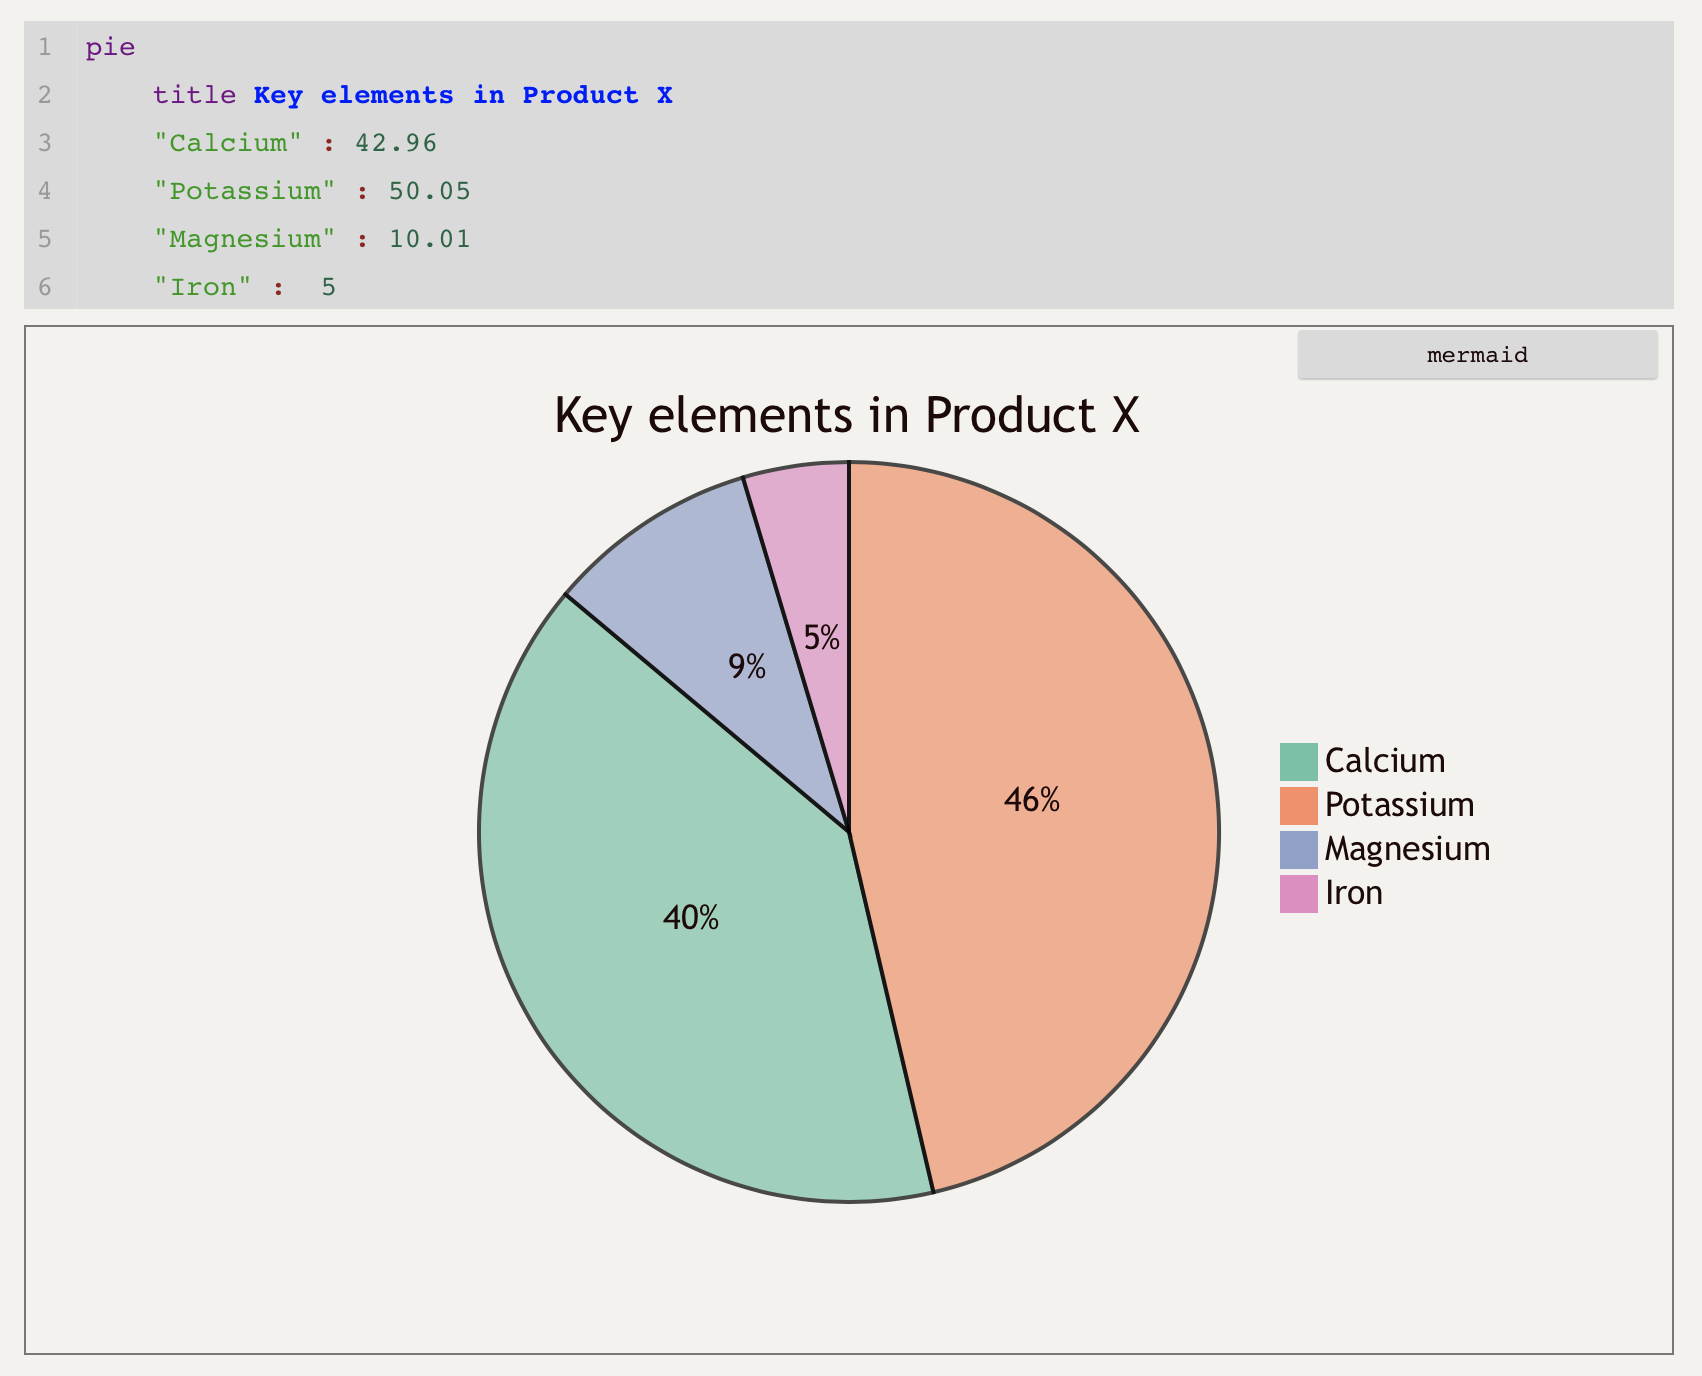 1 pie
2 title Key elements in Product X
3 "Calcium" : 42.96
4 "Potassium" : 50.05
5 "Magnesium" : 10.01
6 "Iron" :  5
mermaid
Key elements in Product X
5%
9%
46%
40%
Calcium
Potassium
Magnesium
Iron